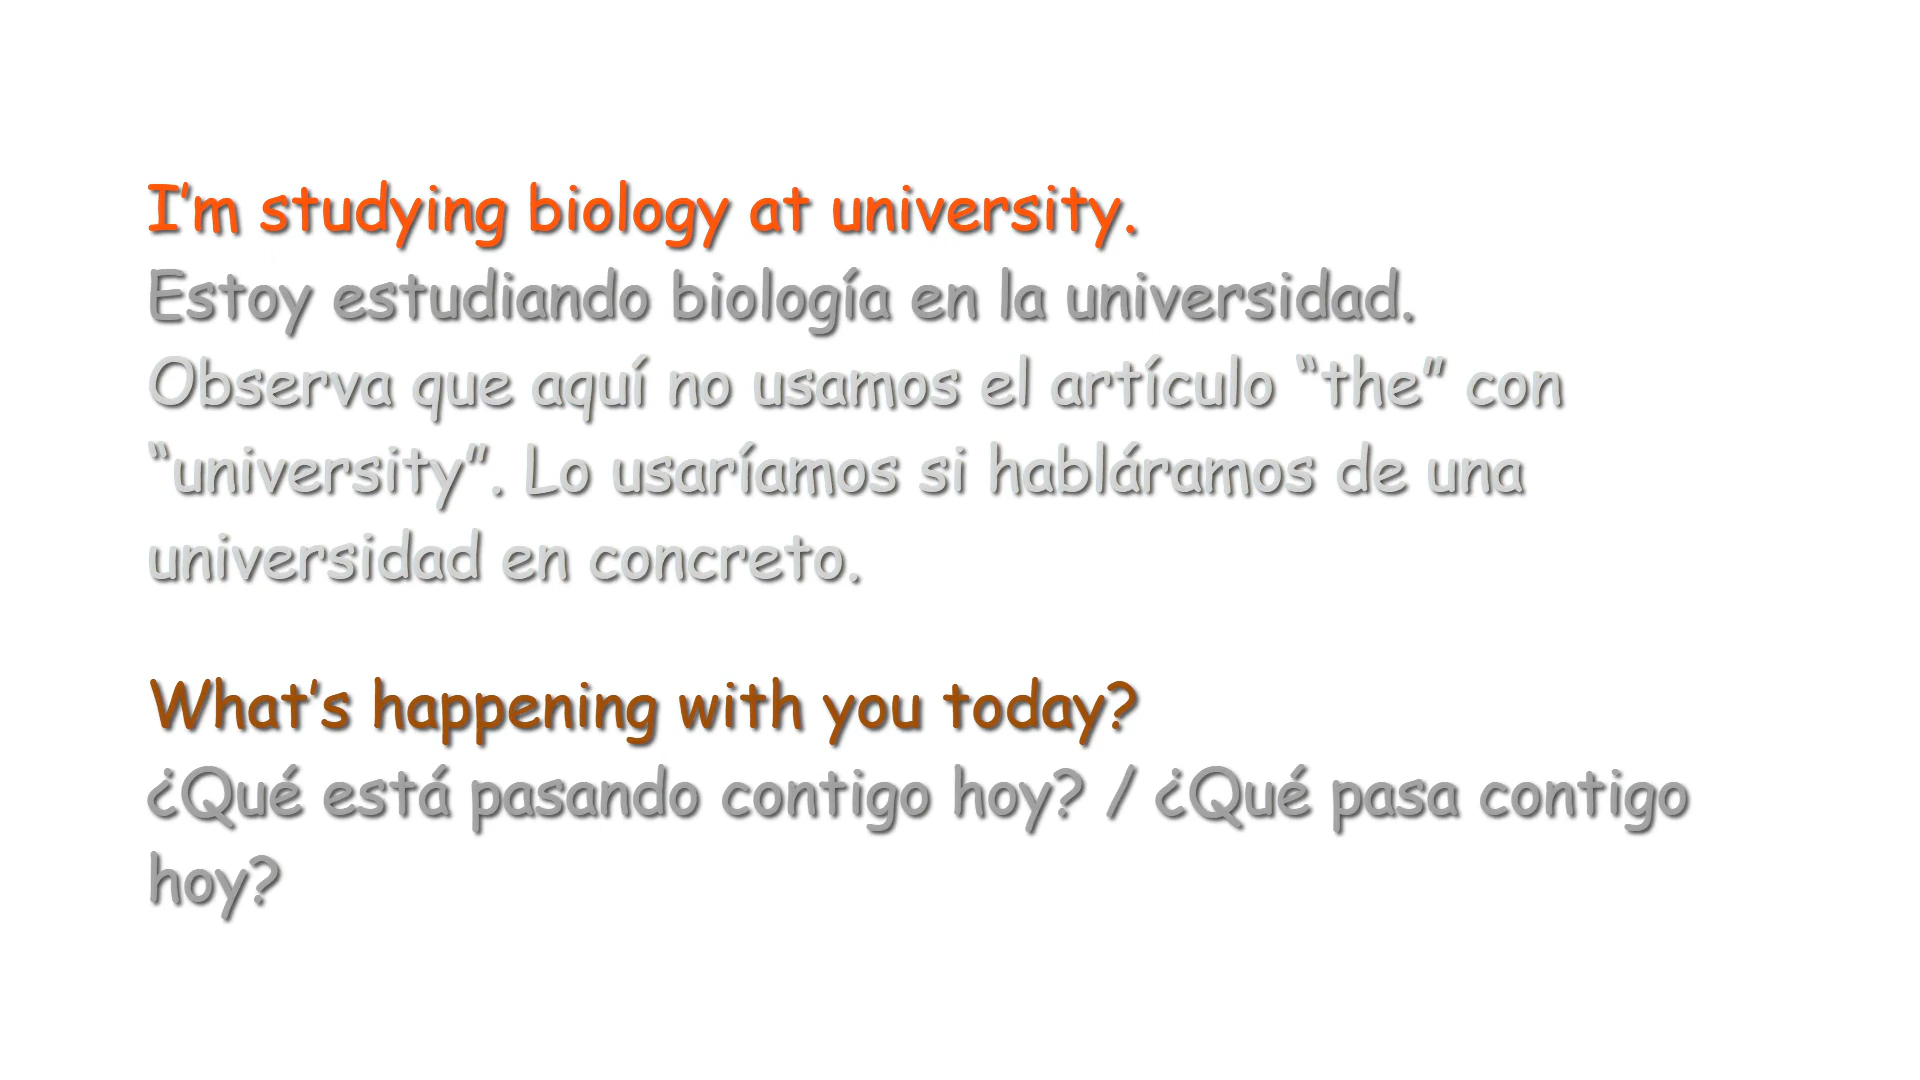 I’m studying biology at university.
Estoy estudiando biología en la universidad.
Observa que aquí no usamos el artículo “the” con
“university”. Lo usaríamos si habláramos de una
universidad en concreto.
What’s happening with you today?
¿Qué está pasando contigo hoy? / ¿Qué pasa contigo
hoy?